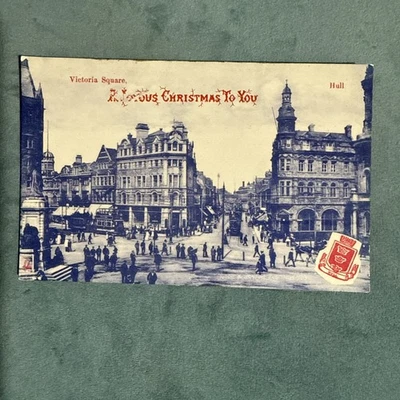 Victoria Square,
Hull
A Joyous Christmas To You